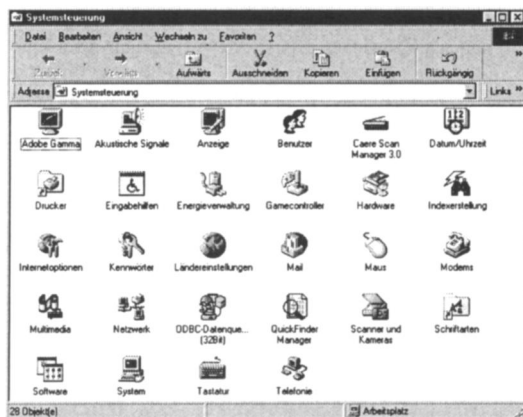 Systemsteuerung
Datei Bearbeiten Ansicht Wechseln zu Favoriten ?
Zurück Vorwärts Aufwärts Ausschneiden Kopieren Einfügen Rückgängig
Adresse Systemsteuerung Links
Adobe Gamma Akustische Signale Anzeige Benutzer Caere Scan Datum/Uhrzeit
Manager 3.0
Drucker Eingabehilfen Energieverwaltung Gamecontroller Hardware Indexerstellung
Internetoptionen Kennwörter Ländereinstellungen Mail Maus Modems
Multimedia Netzwerk ODBC-Datenque... QuickFinder Scanner und Schriftarten
(32Bit) Manager Kameras
Software System Tastatur Telefonie
28 Objekt(e) Arbeitsplatz